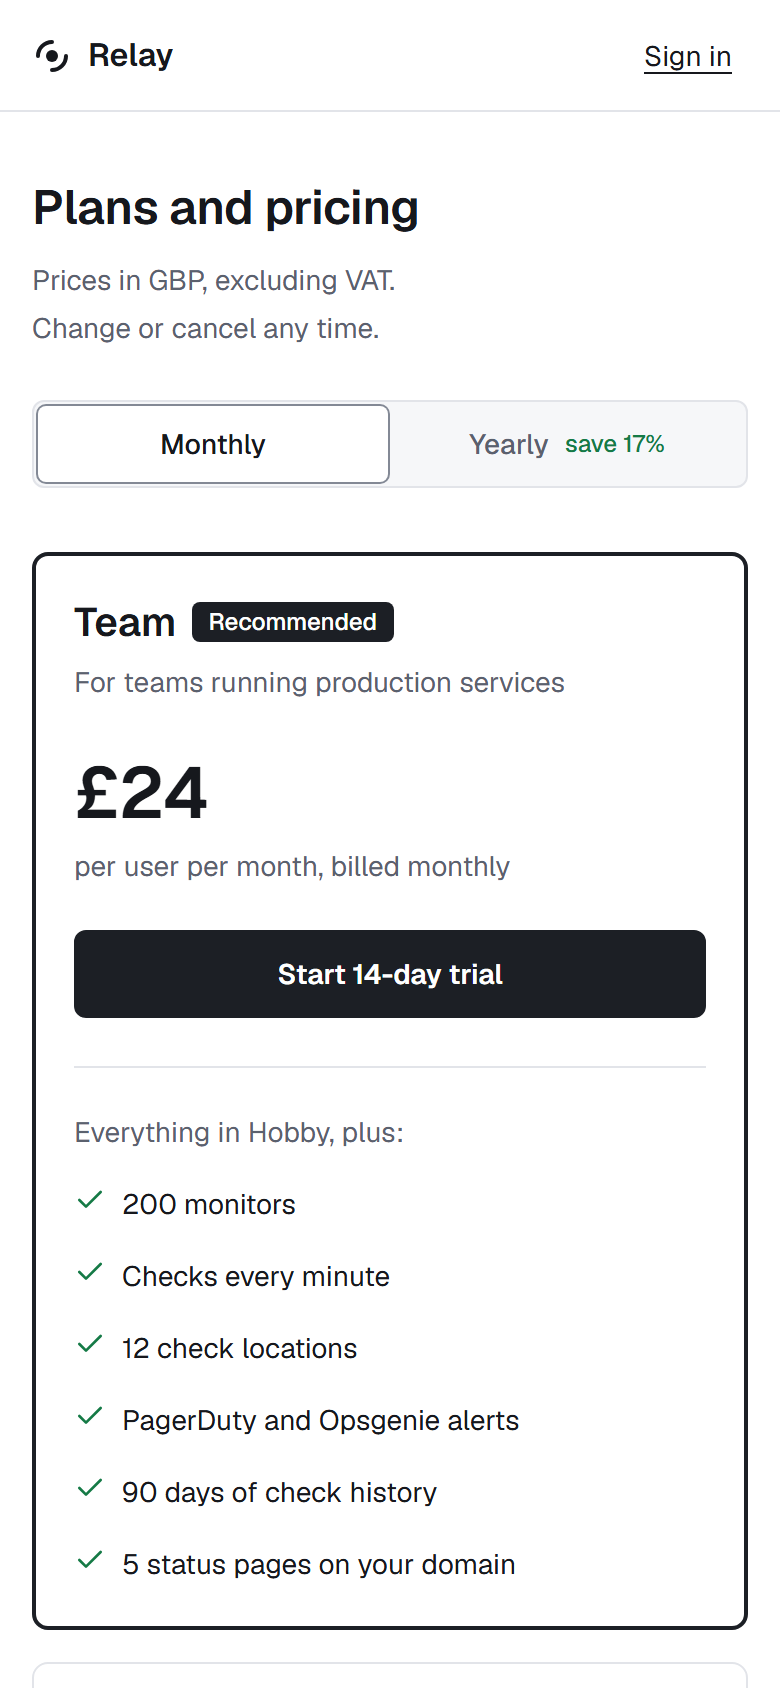 Relay
Sign in
Plans and pricing
Prices in GBP, excluding VAT.
Change or cancel any time.
Monthly
Yearly save 17%
Team Recommended
For teams running production services
£24
per user per month, billed monthly
Start 14-day trial
Everything in Hobby, plus:
200 monitors
Checks every minute
12 check locations
PagerDuty and Opsgenie alerts
90 days of check history
5 status pages on your domain